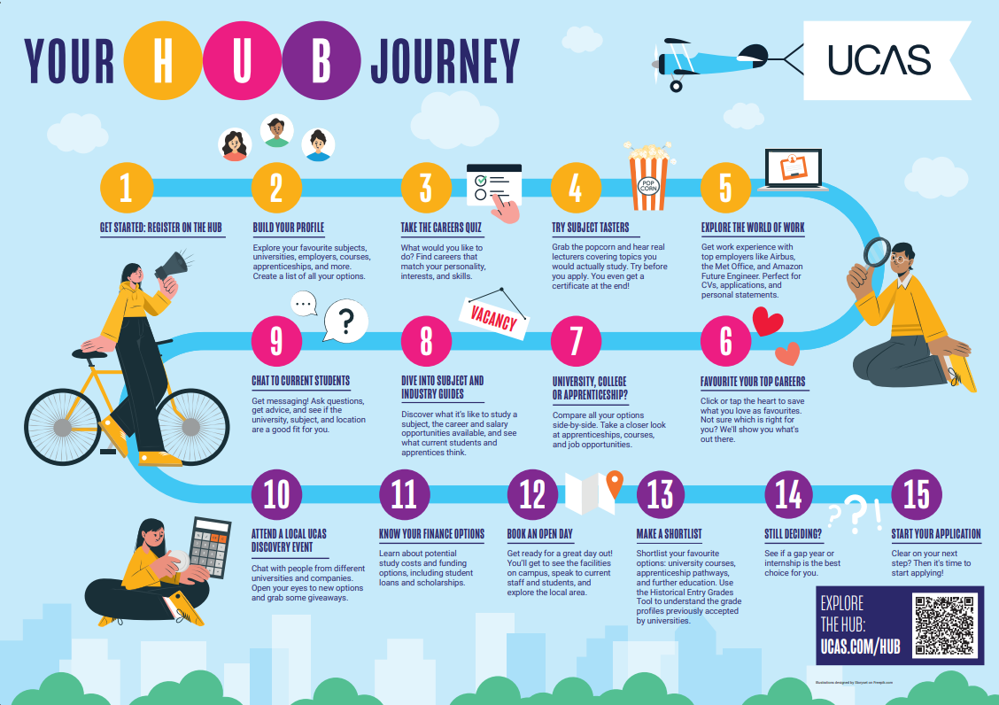 YOUR HUB JOURNEY
UCAS
1
GET STARTED: REGISTER ON THE HUB
2
BUILD YOUR PROFILE
Explore your favourite subjects,
universities, employers, courses,
apprenticeships, and more.
Create a list of all your options.
3
TAKE THE CAREERS QUIZ
What would you like to
do? Find careers that
match your personality,
interests, and skills.
4
POP
CORN
TRY SUBJECT TASTERS
Grab the popcorn and hear real
lecturers covering topics you
would actually study. Try before
you apply. You even get a
certificate at the end!
5
EXPLORE THE WORLD OF WORK
Get work experience with
top employers like Airbus,
the Met Office, and Amazon
Future Engineer. Perfect for
CVs, applications, and
personal statements.
6
FAVOURITE YOUR TOP CAREERS
Click or tap the heart to save
what you love as favourites.
Not sure which is right for
you? We'll show you what's
out there.
7
UNIVERSITY, COLLEGE
OR APPRENTICESHIP?
Compare all your options
side-by-side. Take a closer look
at apprenticeships, courses,
and job opportunities.
VACANCY
8
DIVE INTO SUBJECT AND
INDUSTRY GUIDES
Discover what it's like to study a
subject, the career and salary
opportunities available, and see
what current students and
apprentices think.
?
9
CHAT TO CURRENT STUDENTS
Get messaging! Ask questions,
get advice, and see if the
university, subject, and location
are a good fit for you.
10
ATTEND A LOCAL UCAS
DISCOVERY EVENT
Chat with people from different
universities and companies.
Open your eyes to new options
and grab some giveaways.
11
KNOW YOUR FINANCE OPTIONS
Learn about potential
study costs and funding
options, including student
loans and scholarships.
12
BOOK AN OPEN DAY
Get ready for a great day out!
You'll get to see the facilities
on campus, speak to current
staff and students, and
explore the local area.
13
MAKE A SHORTLIST
Shortlist your favourite
options: university courses,
apprenticeship pathways,
and further education. Use
the Historical Entry Grades
Tool to understand the grade
profiles previously accepted
by universities.
14
STILL DECIDING?
See if a gap year or
internship is the best
choice for you.
? ? !
15
START YOUR APPLICATION
Clear on your next
step? Then it's time to
start applying!
EXPLORE
THE HUB:
UCAS.COM/HUB
Illustrations designed by Storyset on Freepik.com